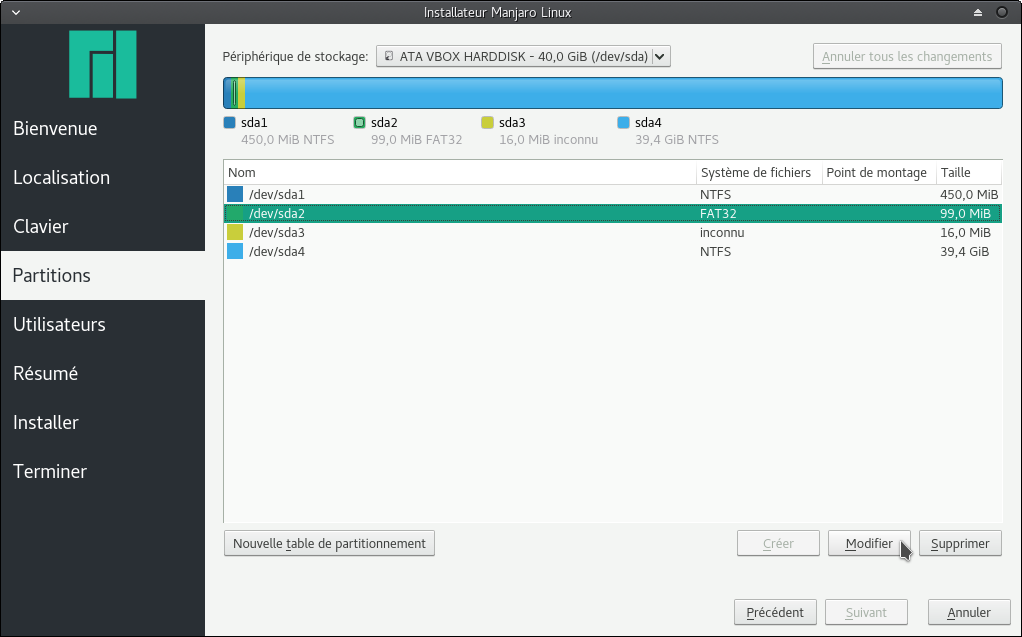 Installateur Manjaro Linux
Bienvenue
Localisation
Clavier
Partitions
Utilisateurs
Résumé
Installer
Terminer
Périphérique de stockage: ATA VBOX HARDDISK - 40,0 GiB (/dev/sda) Annuler tous les changements
sda1 sda2 sda3 sda4
450,0 MiB NTFS 99,0 MiB FAT32 16,0 MiB inconnu 39,4 GiB NTFS
Nom Système de fichiers Point de montage Taille
/dev/sda1 NTFS 450,0 MiB
/dev/sda2 FAT32 99,0 MiB
/dev/sda3 inconnu 16,0 MiB
/dev/sda4 NTFS 39,4 GiB
Nouvelle table de partitionnement Créer Modifier Supprimer
Précédent Suivant Annuler